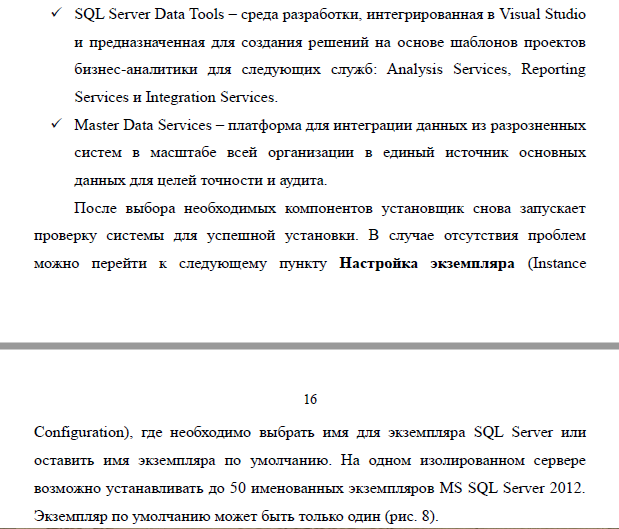 ✓ SQL Server Data Tools – среда разработки, интегрированная в Visual Studio
и предназначенная для создания решений на основе шаблонов проектов
бизнес-аналитики для следующих служб: Analysis Services, Reporting
Services и Integration Services.
✓ Master Data Services – платформа для интеграции данных из разрозненных
систем в масштабе всей организации в единый источник основных
данных для целей точности и аудита.
После выбора необходимых компонентов установщик снова запускает
проверку системы для успешной установки. В случае отсутствия проблем
можно перейти к следующему пункту Настройка экземпляра (Instance
16
Configuration), где необходимо выбрать имя для экземпляра SQL Server или
оставить имя экземпляра по умолчанию. На одном изолированном сервере
возможно устанавливать до 50 именованных экземпляров MS SQL Server 2012.
Экземпляр по умолчанию может быть только один (рис. 8).